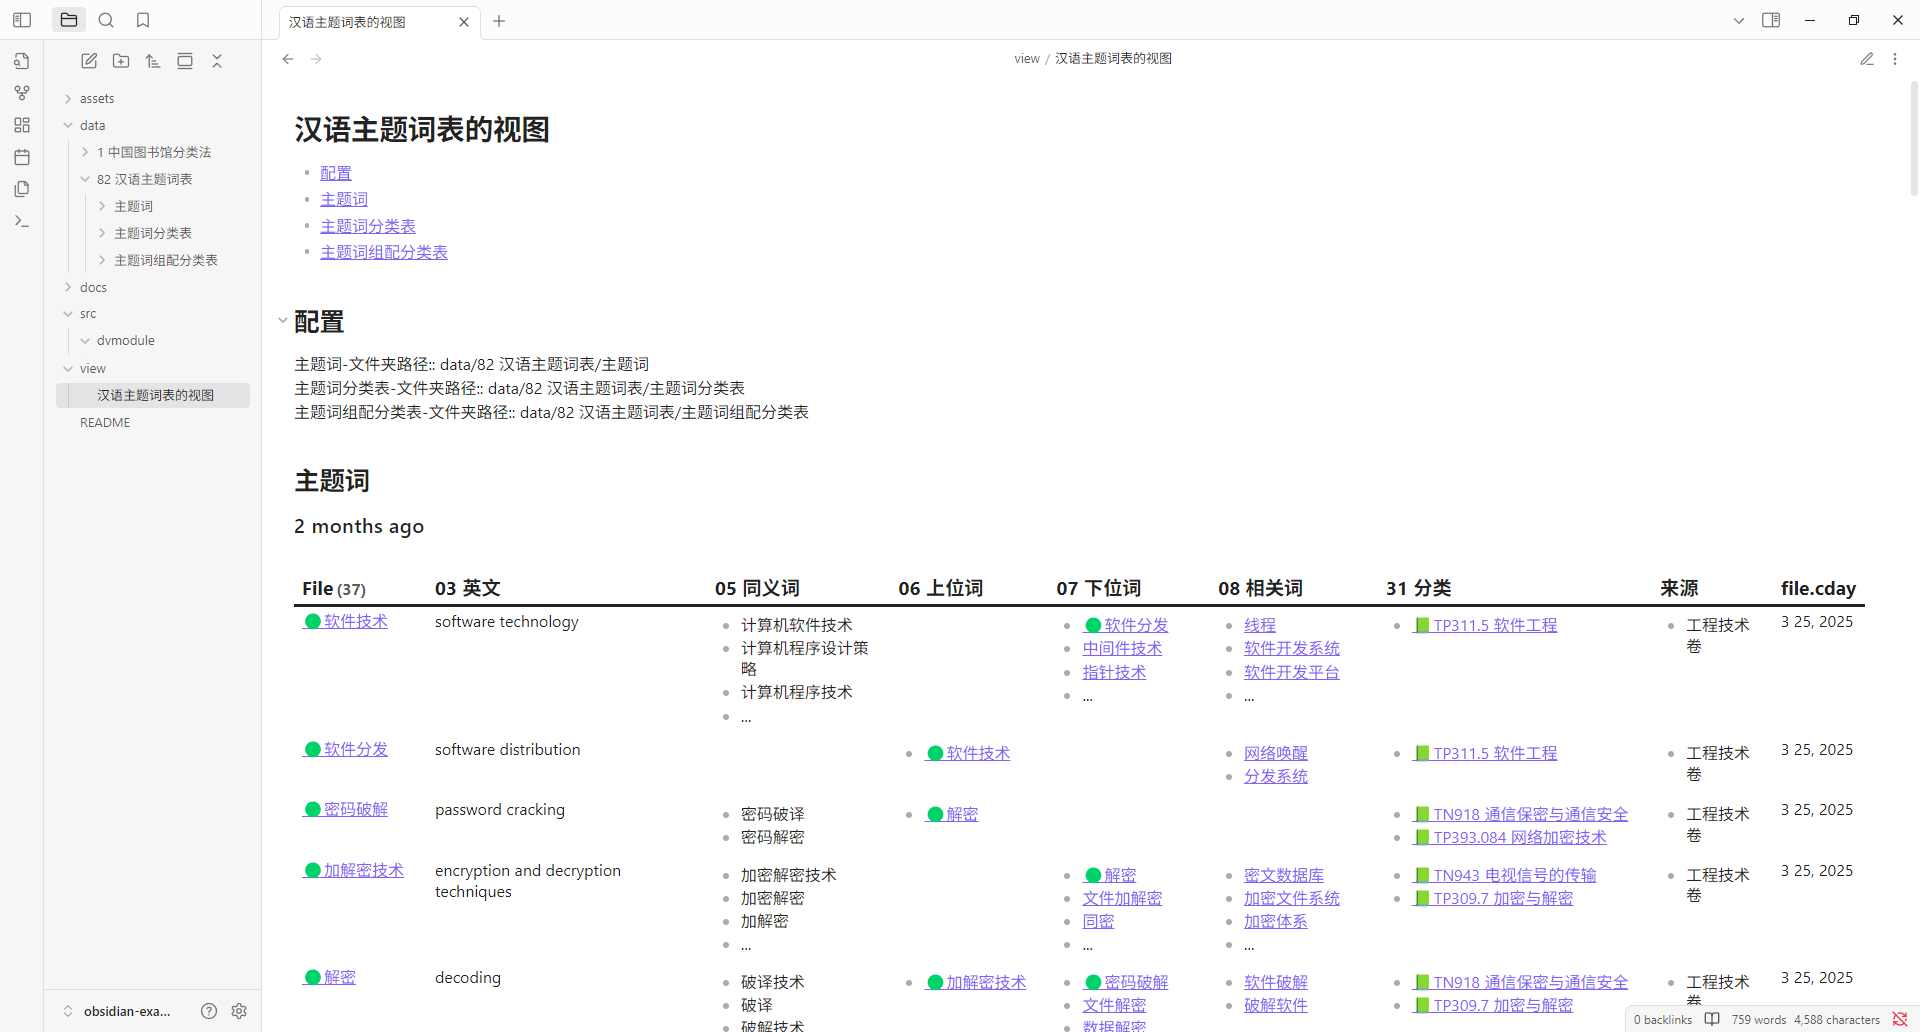 汉语主题词表的视图
view / 汉语主题词表的视图
assets
data
1 中国图书馆分类法
82 汉语主题词表
主题词
主题词分类表
主题词组配分类表
docs
src
dvmodule
view
汉语主题词表的视图
README
obsidian-exa...
汉语主题词表的视图
配置
主题词
主题词分类表
主题词组配分类表
配置
主题词-文件夹路径:: data/82 汉语主题词表/主题词
主题词分类表-文件夹路径:: data/82 汉语主题词表/主题词分类表
主题词组配分类表-文件夹路径:: data/82 汉语主题词表/主题词组配分类表
主题词
2 months ago
File (37) 03 英文 05 同义词 06 上位词 07 下位词 08 相关词 31 分类 来源 file.cday
软件技术 software technology 计算机软件技术 软件分发 线程 TP311.5 软件工程 工程技术 3 25, 2025
计算机程序设计策 中间件技术 软件开发系统 卷
略 指针技术 软件开发平台
计算机程序技术 ... ...
...
软件分发 software distribution 软件技术 网络唤醒 TP311.5 软件工程 工程技术 3 25, 2025
分发系统 卷
密码破解 password cracking 密码破译 解密 TN918 通信保密与通信安全 工程技术 3 25, 2025
密码解密 TP393.084 网络加密技术 卷
加解密技术 encryption and decryption 加密解密技术 解密 密文数据库 TN943 电视信号的传输 工程技术 3 25, 2025
techniques 加密解密 文件加解密 加密文件系统 TP309.7 加密与解密 卷
加解密 同密 加密体系
... ... ...
解密 decoding 破译技术 加解密技术 密码破解 软件破解 TN918 通信保密与通信安全 工程技术 3 25, 2025
破译 文件解密 破解软件 TP309.7 加密与解密 卷
破解技术 数据解密
0 backlinks 759 words 4,588 characters